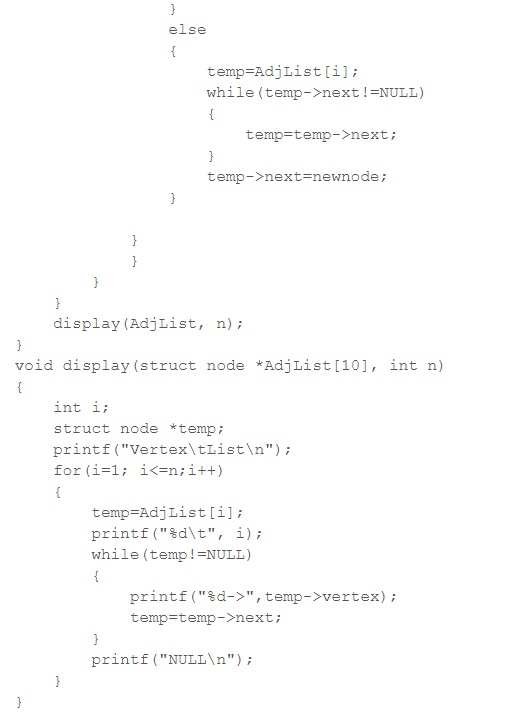 }
else
{
temp=AdjList[i];
while(temp->next!=NULL)
{
temp=temp->next;
}
temp->next=newnode;
}
}
}
}
}
display(AdjList, n);
}
void display(struct node *AdjList[10], int n)
{
int i;
struct node *temp;
printf("Vertex\tList\n");
for(i=1; i<=n;i++)
{
temp=AdjList[i];
printf("%d\t", i);
while(temp!=NULL)
{
printf("%d->",temp->vertex);
temp=temp->next;
}
printf("NULL\n");
}
}